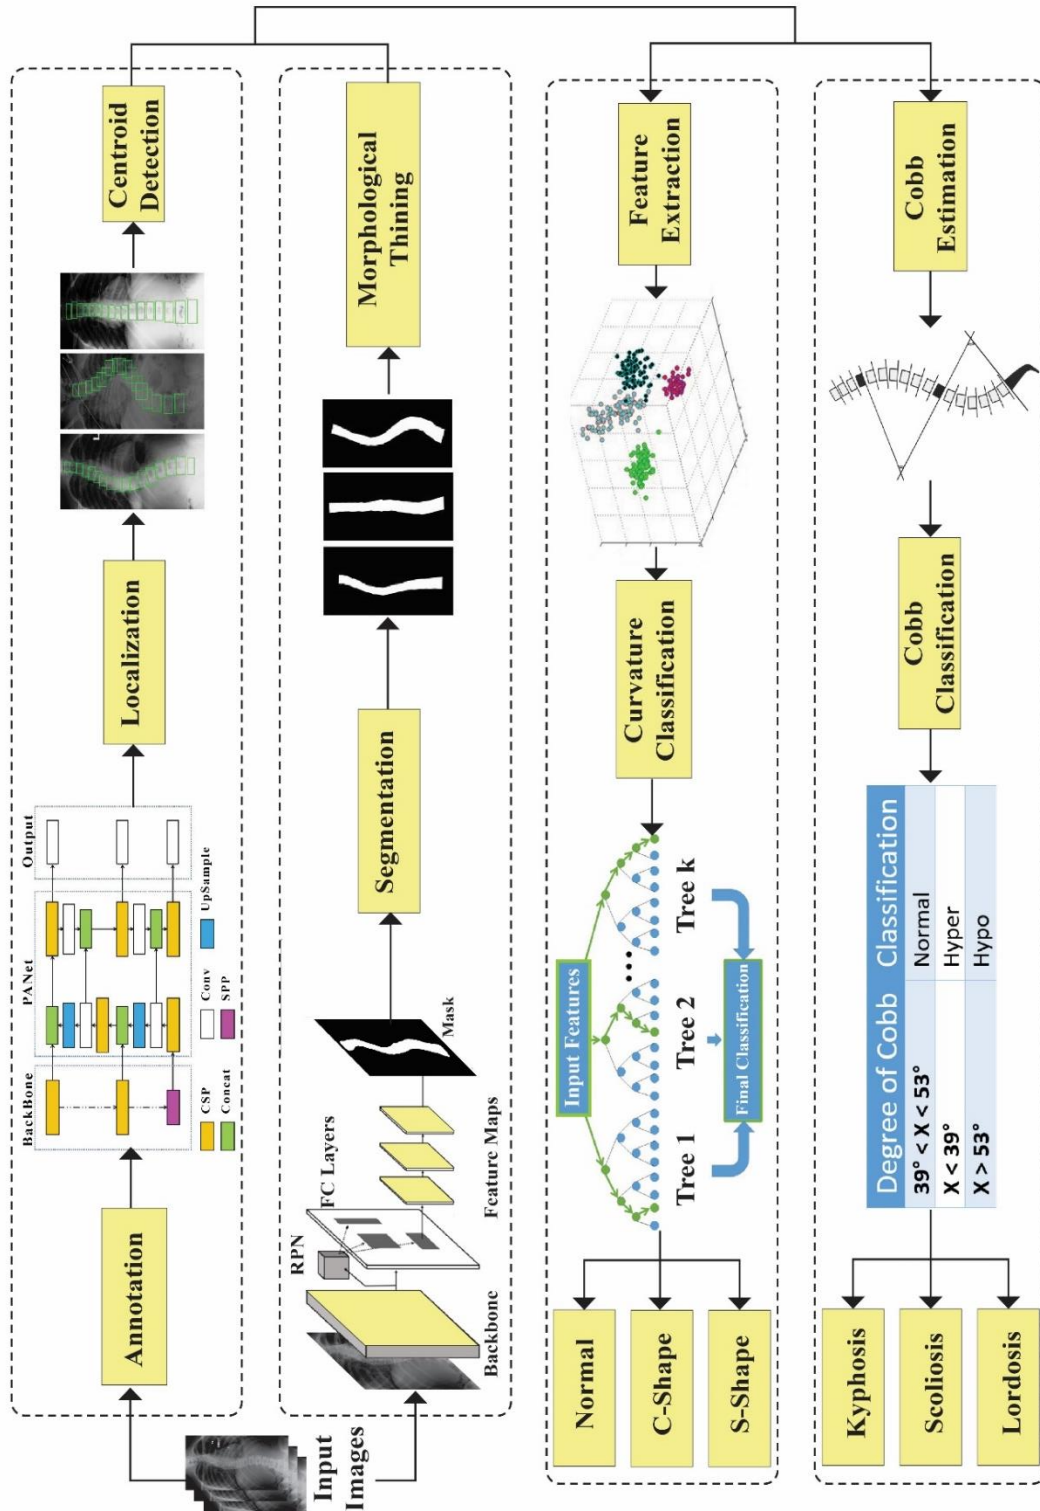 Input
Images
Annotation
BackBone
PANet
Output
CSP
Conv
UpSample
Concat
SPP
Localization
Centroid
Detection
Backbone
RPN
FC Layers
Feature Maps
Mask
Segmentation
Morphological
Thining
Feature
Extraction
Curvature
Classification
Input Features
Tree 1
Tree 2
Tree k
Final Classification
Normal
C-Shape
S-Shape
Cobb
Estimation
Cobb
Classification
Degree of Cobb Classification
39° < X < 53° Normal
X < 39° Hyper
X > 53° Hypo
Kyphosis
Scoliosis
Lordosis